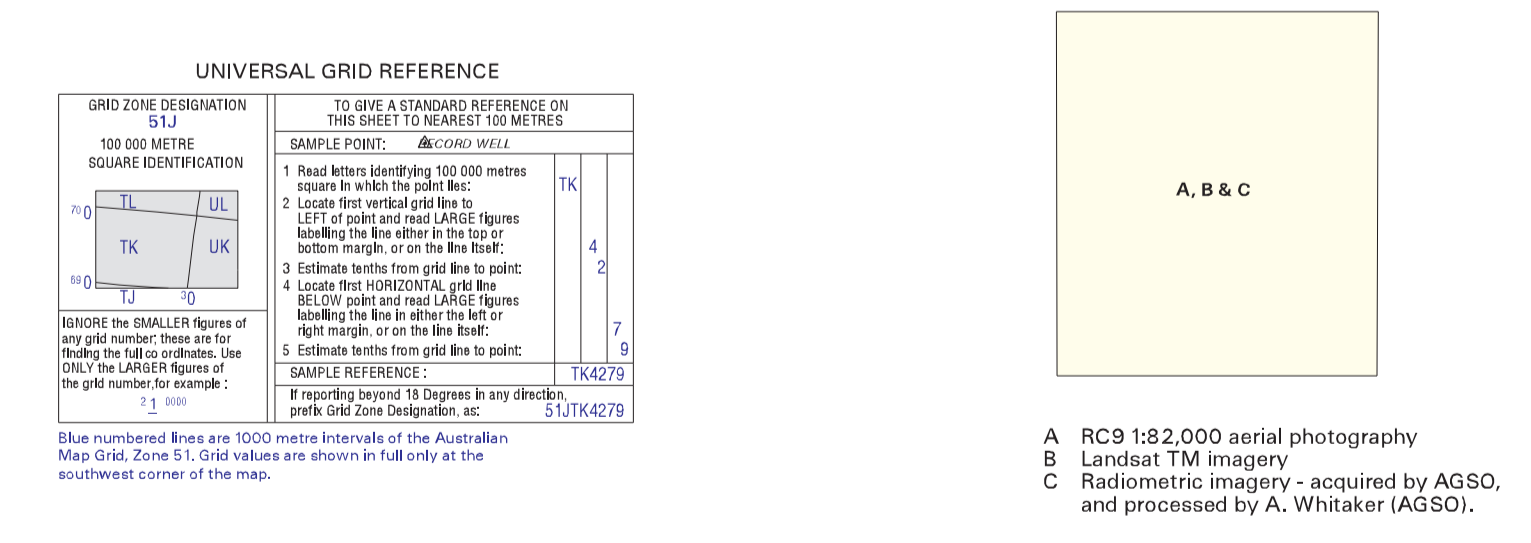 UNIVERSAL GRID REFERENCE
GRID ZONE DESIGNATION
51J
100 000 METRE
SQUARE IDENTIFICATION
TL
UL
70 0
TK
UK
69 0
TJ
30
IGNORE the SMALLER figures of
any grid number; these are for
finding the full co ordinates. Use
ONLY the LARGER figures of
the grid number,for example :
2 1 0000
TO GIVE A STANDARD REFERENCE ON
THIS SHEET TO NEAREST 100 METRES
SAMPLE POINT: RECORD WELL
1 Read letters identifying 100 000 metres
square in which the point lies:
TK
2 Locate first vertical grid line to
LEFT of point and read LARGE figures
labelling the line either in the top or
bottom margin, or on the line itself:
4
3 Estimate tenths from grid line to point:
2
4 Locate first HORIZONTAL grid line
BELOW point and read LARGE figures
labelling the line in either the left or
right margin, or on the line itself:
7
5 Estimate tenths from grid line to point:
9
SAMPLE REFERENCE : TK4279
If reporting beyond 18 Degrees in any direction,
prefix Grid Zone Designation, as: 51JTK4279
Blue numbered lines are 1000 metre intervals of the Australian
Map Grid, Zone 51. Grid values are shown in full only at the
southwest corner of the map.
A, B & C
A RC9 1:82,000 aerial photography
B Landsat TM imagery
C Radiometric imagery - acquired by AGSO,
and processed by A. Whitaker (AGSO).